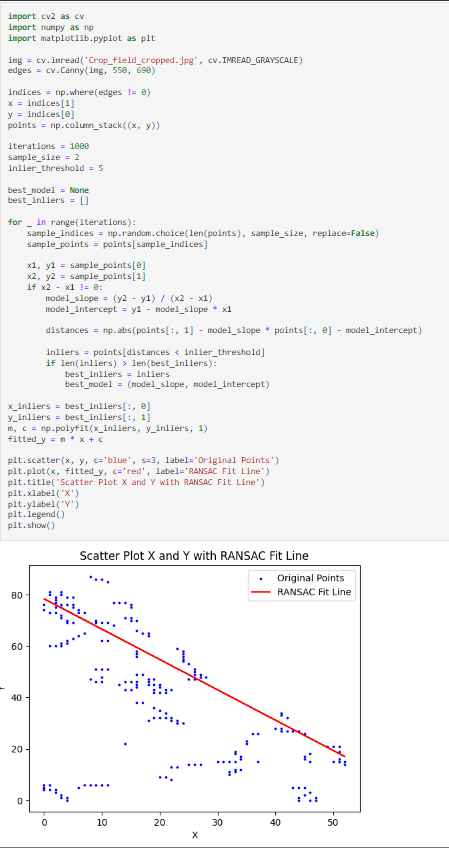 import cv2 as cv
import numpy as np
import matplotlib.pyplot as plt
img = cv.imread('Crop_field_cropped.jpg', cv.IMREAD_GRAYSCALE)
edges = cv.Canny(img, 550, 690)
indices = np.where(edges != 0)
x = indices[1]
y = indices[0]
points = np.column_stack((x, y))
iterations = 1000
sample_size = 2
inlier_threshold = 5
best_model = None
best_inliers = []
for _ in range(iterations):
    sample_indices = np.random.choice(len(points), sample_size, replace=False)
    sample_points = points[sample_indices]
    x1, y1 = sample_points[0]
    x2, y2 = sample_points[1]
    if x2 - x1 != 0:
        model_slope = (y2 - y1) / (x2 - x1)
        model_intercept = y1 - model_slope * x1
        distances = np.abs(points[:, 1] - model_slope * points[:, 0] - model_intercept)
        inliers = points[distances < inlier_threshold]
        if len(inliers) > len(best_inliers):
            best_inliers = inliers
            best_model = (model_slope, model_intercept)
x_inliers = best_inliers[:, 0]
y_inliers = best_inliers[:, 1]
m, c = np.polyfit(x_inliers, y_inliers, 1)
fitted_y = m * x + c
plt.scatter(x, y, c='blue', s=3, label='Original Points')
plt.plot(x, fitted_y, c='red', label='RANSAC Fit Line')
plt.title('Scatter Plot X and Y with RANSAC Fit Line')
plt.xlabel('X')
plt.ylabel('Y')
plt.legend()
plt.show()
Scatter Plot X and Y with RANSAC Fit Line
Original Points
RANSAC Fit Line
80
60
40
20
0
0 10 20 30 40 50
X